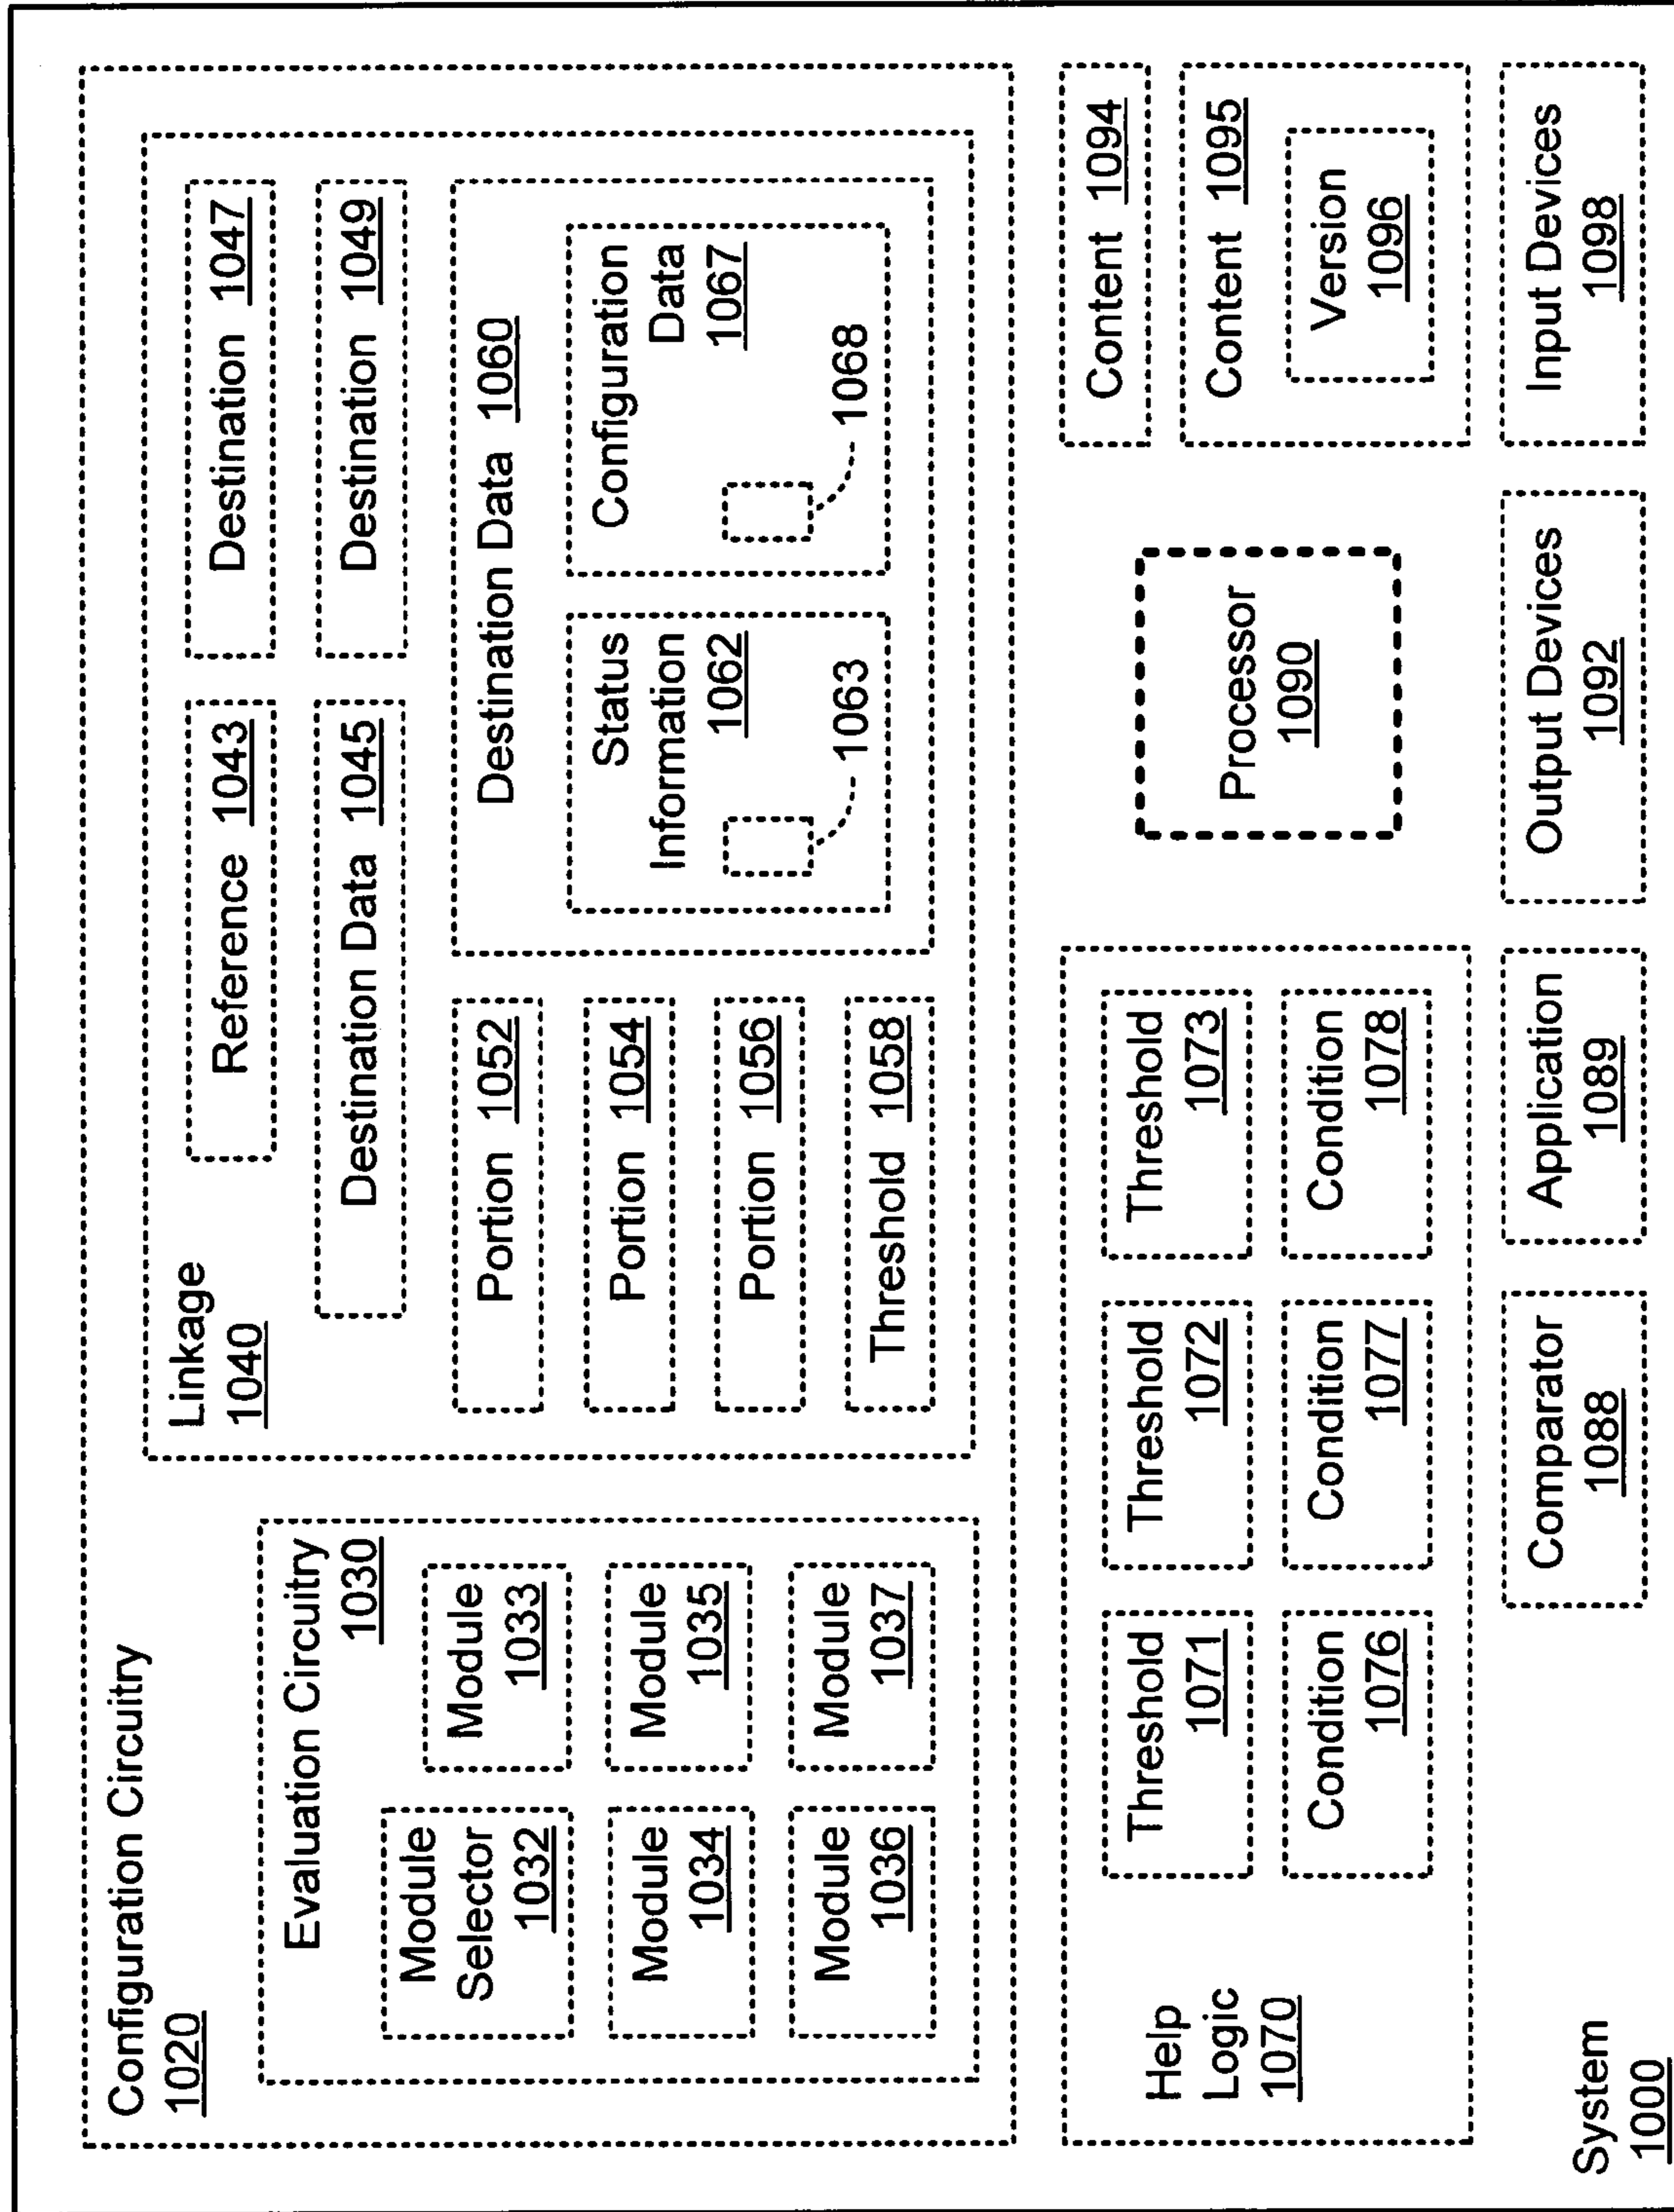 Configuration Circuitry
1020
Evaluation Circuitry
1030
Module
Selector
1032
Module
1033
Module
1034
Module
1035
Module
1036
Module
1037
Linkage
1040
Reference 1043
Destination 1047
Destination Data 1045
Destination 1049
Portion 1052
Portion 1054
Portion 1056
Threshold 1058
Destination Data 1060
Status
Information
1062
1063
Configuration
Data
1067
1068
Help
Logic
1070
Threshold
1071
Threshold
1072
Threshold
1073
Condition
1076
Condition
1077
Condition
1078
Processor
1090
Content 1094
Content 1095
Version
1096
System
1000
Comparator
1088
Application
1089
Output Devices
1092
Input Devices
1098